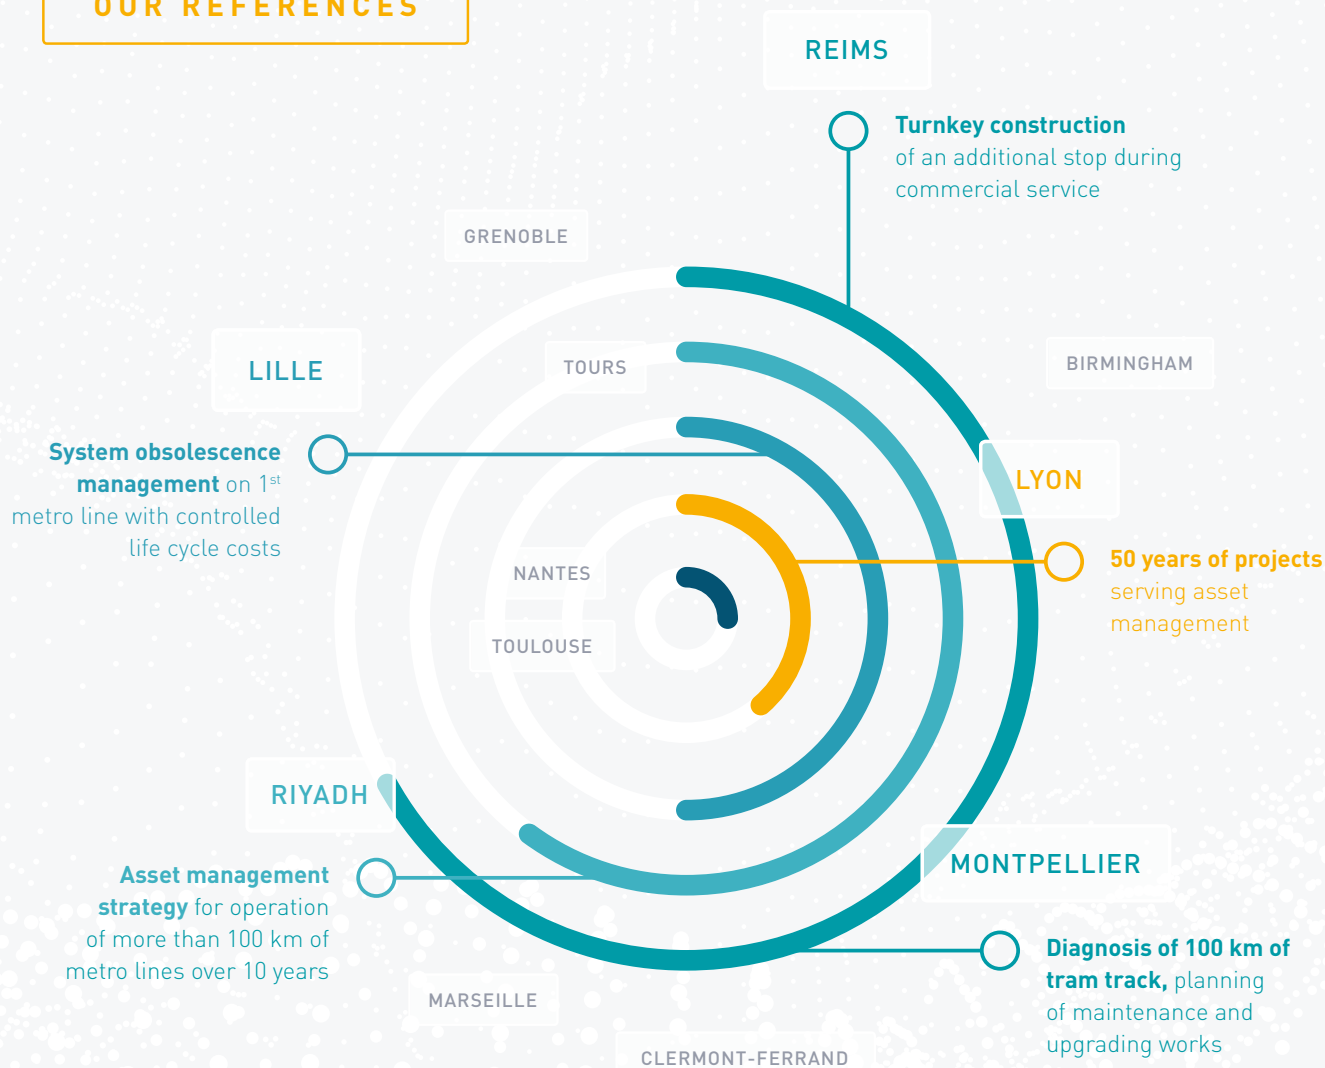 OUR REFERENCES
REIMS
Turnkey construction
of an additional stop during
commercial service
GRENOBLE
LILLE
TOURS
BIRMINGHAM
System obsolescence
management on 1st
metro line with controlled
life cycle costs
LYON
50 years of projects
serving asset
management
NANTES
TOULOUSE
RIYADH
Asset management
strategy for operation
of more than 100 km of
metro lines over 10 years
MONTPELLIER
Diagnosis of 100 km of
tram track, planning
of maintenance and
upgrading works
MARSEILLE
CLERMONT-FERRAND